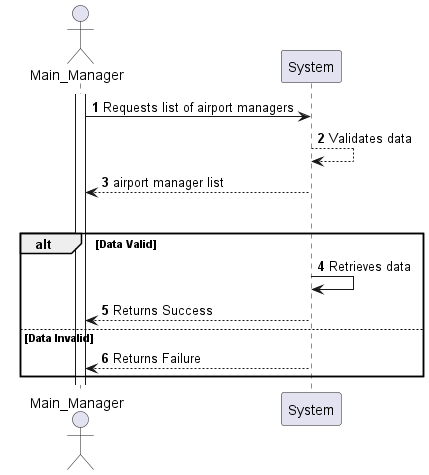 Main_Manager
System
1 Requests list of airport managers
2 Validates data
3 airport manager list
alt [Data Valid]
4 Retrieves data
5 Returns Success
[Data Invalid]
6 Returns Failure
Main_Manager
System